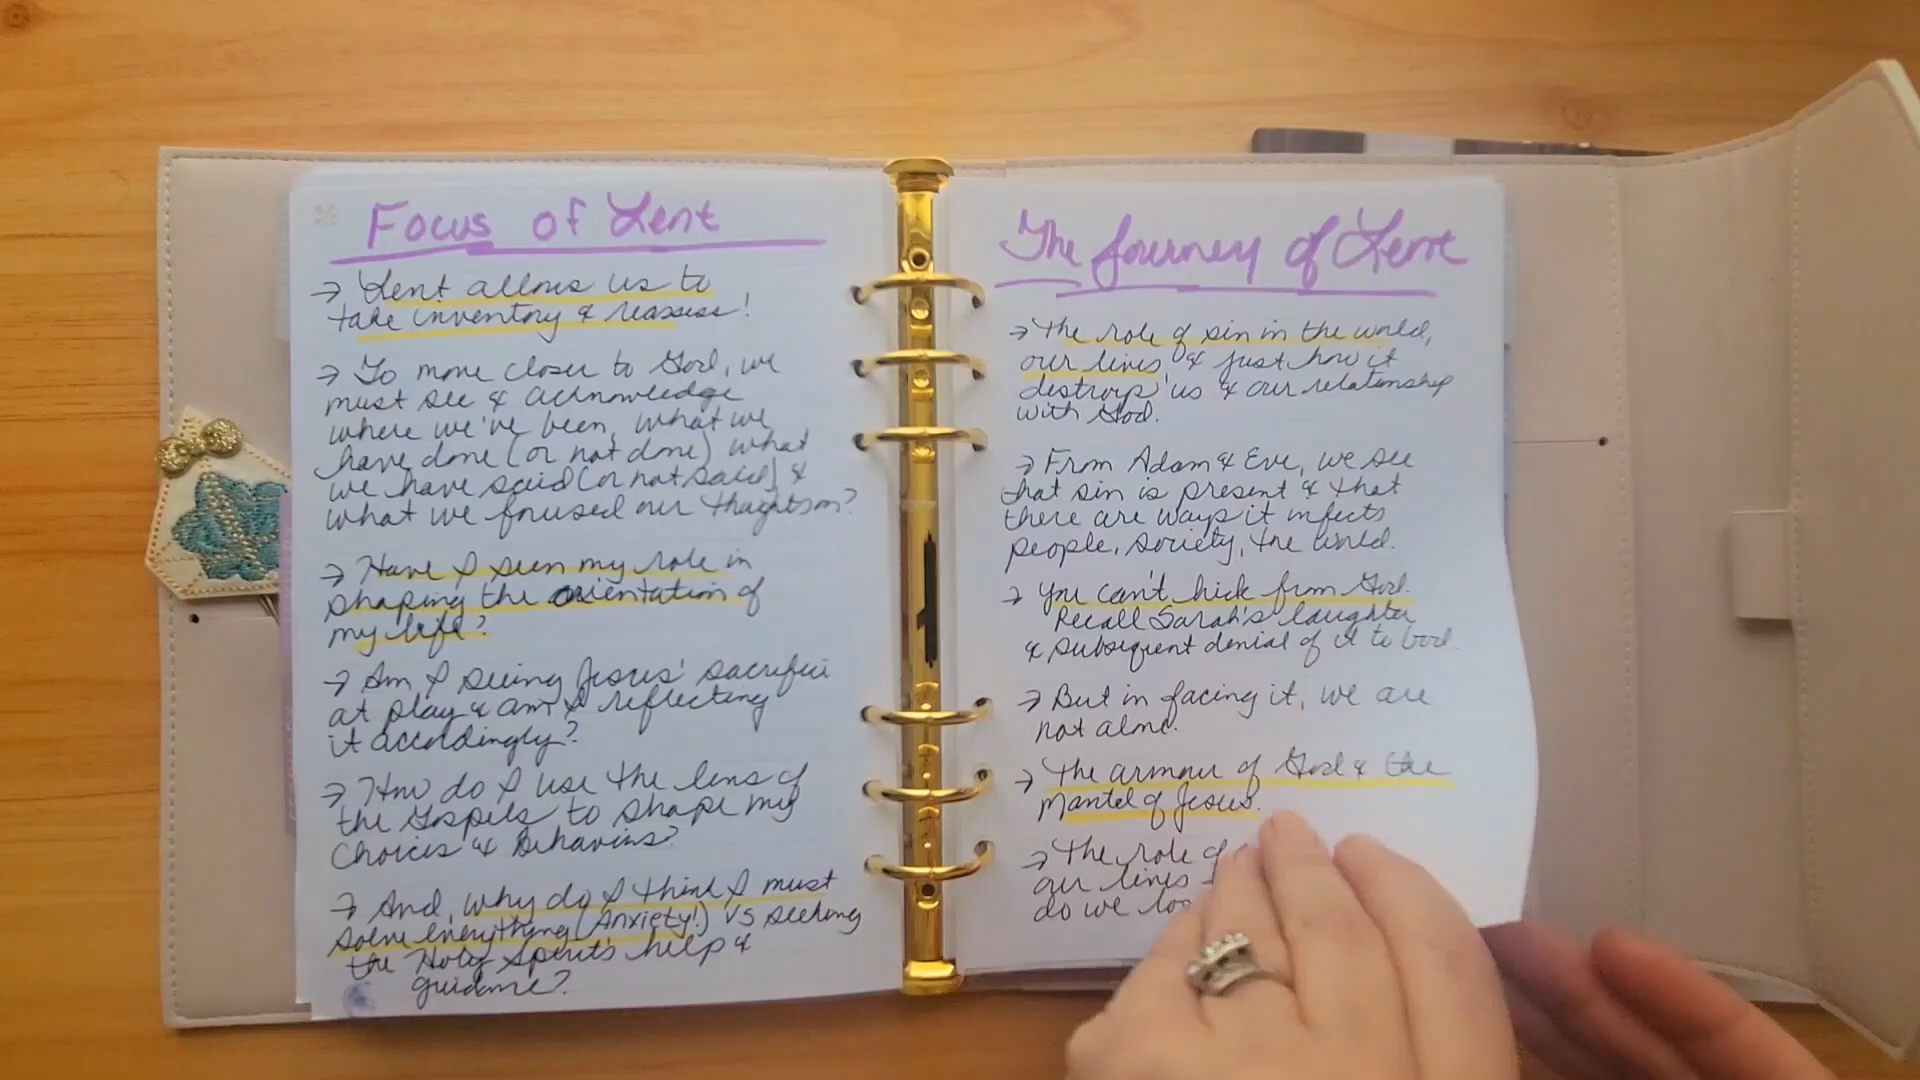 Focus of Lent
→ Lent allows us to
take inventory & reassess!
→ To move closer to God, we
must see & acknowledge
where we've been, what we
have done (or not done) what
we have said (or not said) &
what we focused our thoughts on?
→ Have I seen my role in
shaping the orientation of
my life?
→ Am I seeing Jesus' sacrifice
at play & am I reflecting
it accordingly?
→ How do I use the lens of
the Gospels to shape my
Choices & Behaviors?
→ And, why do I think I must
solve everything (Anxiety!) vs seeking
the Holy Spirit's help &
guidance?
The Journey of Lent
→ The role of sin in the world,
our lives & just how it
destroys us & our relationship
with God.
→ From Adam & Eve, we see
that sin is present & that
there are ways it infects
people, society, the world.
→ You can't hide from God.
Recall Sarah's laughter
& subsequent denial of it to God.
→ But in facing it, we are
not alone.
→ The armour of God & the
Mantel of Jesus.
→ The role of
our lives
do we